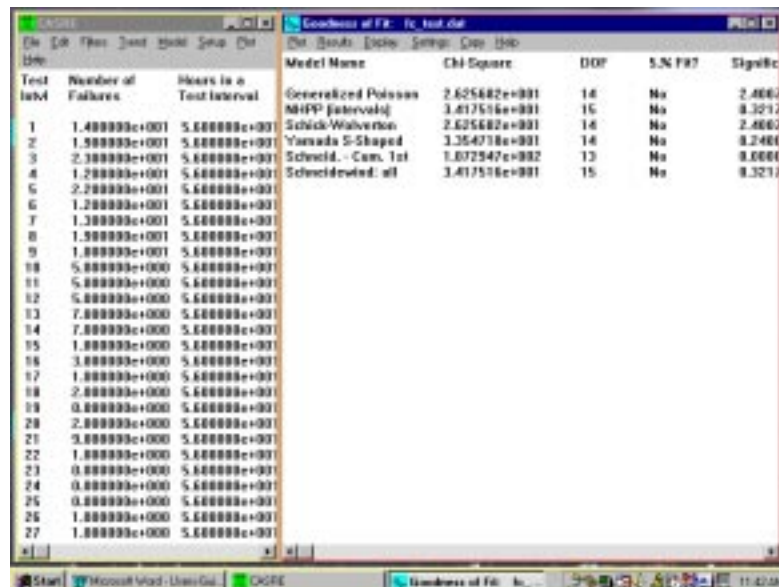 CASRE
File Edit Filters Trend Model Setup Plot
Help
Test Number of Hours in a
Intvl Failures Test Interval
1 1.400000e+001 5.600000e+001
2 1.900000e+001 5.600000e+001
3 2.300000e+001 5.600000e+001
4 1.200000e+001 5.600000e+001
5 2.200000e+001 5.600000e+001
6 1.200000e+001 5.600000e+001
7 1.300000e+001 5.600000e+001
8 1.900000e+001 5.600000e+001
9 1.800000e+001 5.600000e+001
10 5.000000e+000 5.600000e+001
11 5.000000e+000 5.600000e+001
12 5.000000e+000 5.600000e+001
13 7.000000e+000 5.600000e+001
14 7.000000e+000 5.600000e+001
15 1.000000e+000 5.600000e+001
16 3.000000e+000 5.600000e+001
17 1.000000e+000 5.600000e+001
18 2.000000e+000 5.600000e+001
19 0.000000e+000 5.600000e+001
20 2.000000e+000 5.600000e+001
21 9.000000e+000 5.600000e+001
22 1.000000e+000 5.600000e+001
23 0.000000e+000 5.600000e+001
24 0.000000e+000 5.600000e+001
25 0.000000e+000 5.600000e+001
26 1.000000e+000 5.600000e+001
27 1.000000e+000 5.600000e+001
Goodness of Fit: fc_test.dat
Plot Results Display Settings Copy Help
Model Name Chi-Square DOF 5.% Fit? Signific
Generalized Poisson 2.625602e+001 14 No
NHPP (intervals) 3.417516e+001 15 No
Schick-Wolverton 2.625602e+001 14 No
Yamada S-Shaped 3.354718e+001 14 No
Schneid. - Cum. 1st 1.072947e+002 13 No
Schneidewind: all 3.417516e+001 15 No
Start Microsoft Word - Users Gui... CASRE Goodness of Fit: fc_...